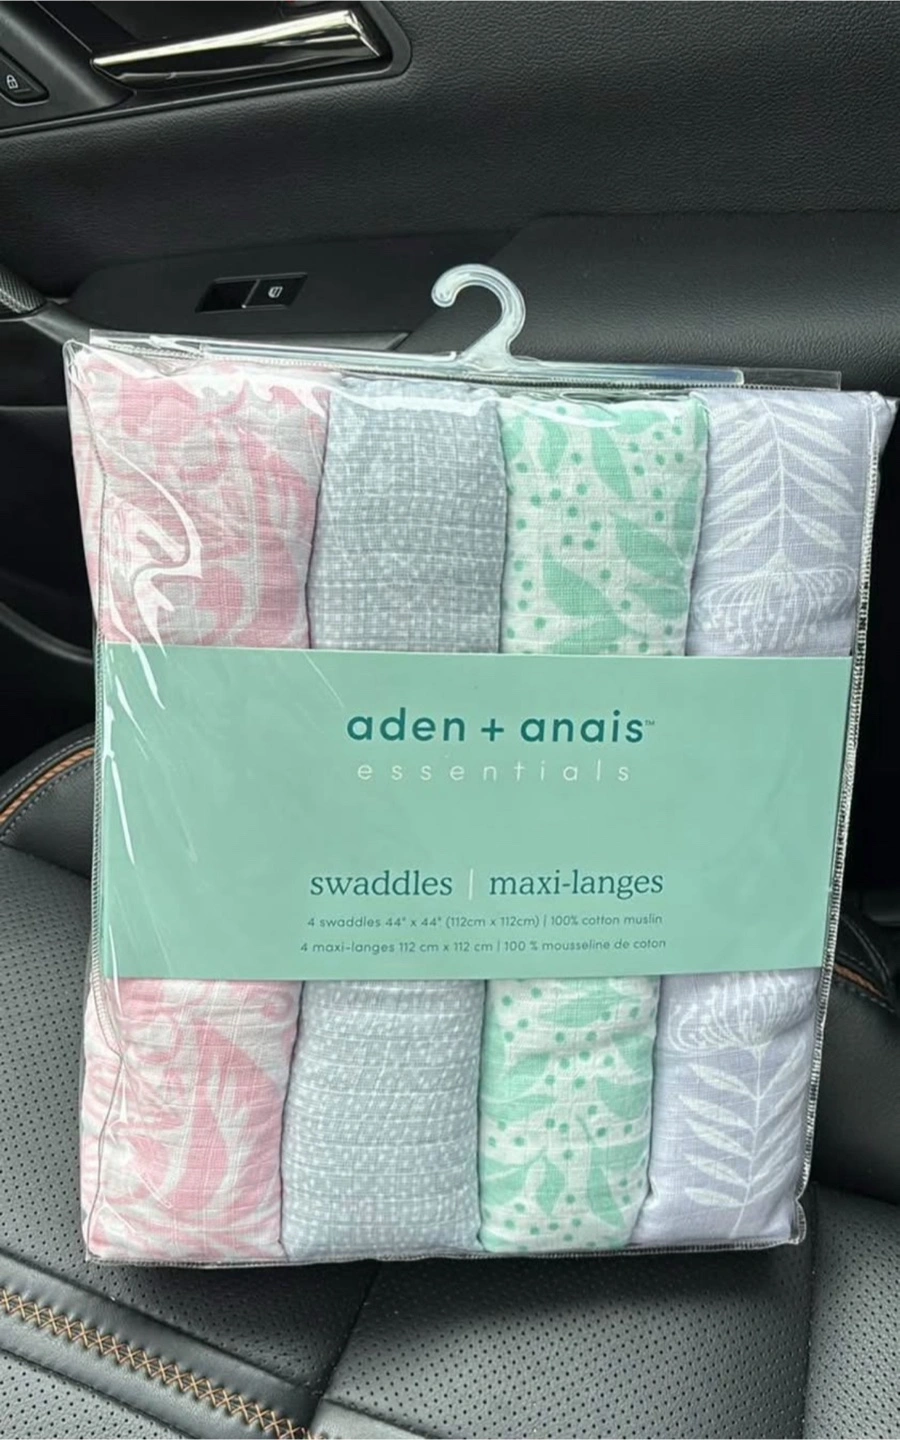 aden + anais™
essentials
swaddles | maxi-langes
4 swaddles 44" x 44" (112cm x 112cm) | 100% cotton muslin
4 maxi-langes 112 cm x 112 cm | 100 % mousseline de coton